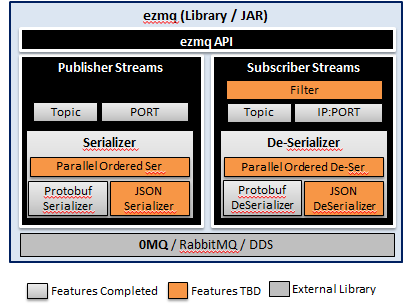 ezmq (Library / JAR)
ezmq API
Publisher Streams
Topic
PORT
Serializer
Parallel Ordered Ser
Protobuf
Serializer
JSON
Serializer
Subscriber Streams
Filter
Topic
IP:PORT
De-Serializer
Parallel Ordered De-Ser
Protobuf
DeSerializer
JSON
DeSerializer
0MQ / RabbitMQ / DDS
Features Completed
Features TBD
External Library